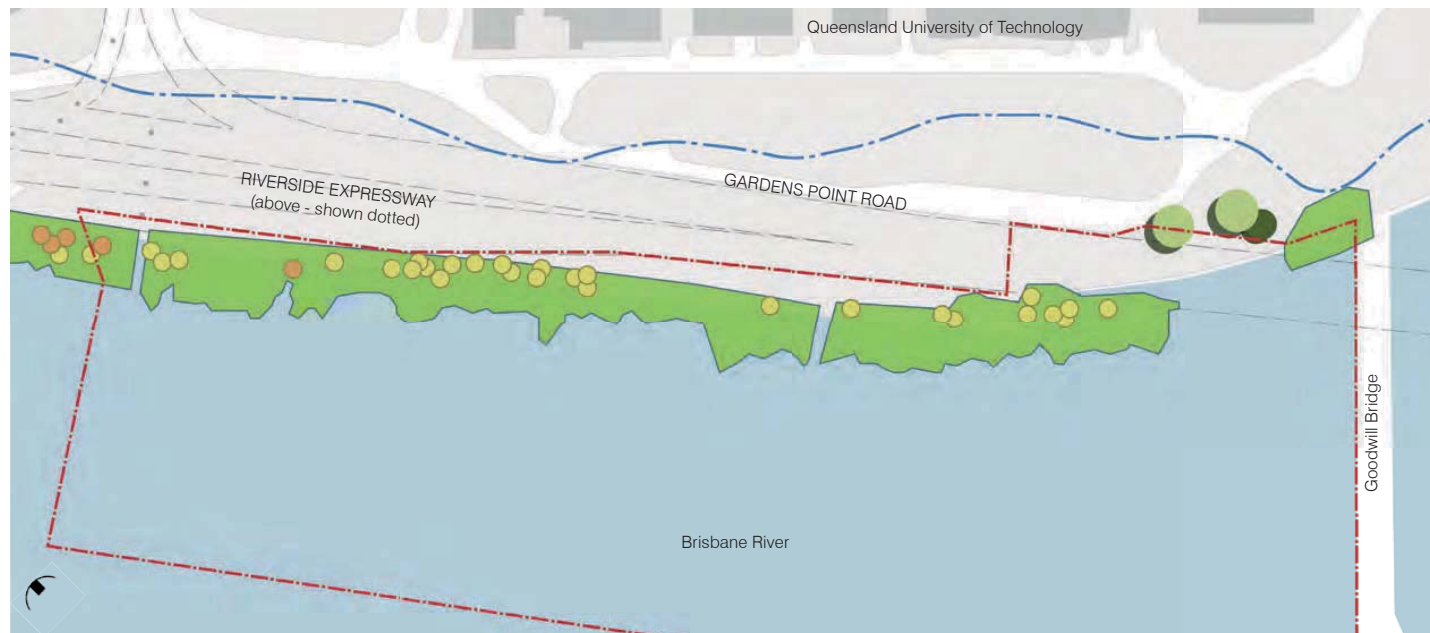 Queensland University of Technology
RIVERSIDE EXPRESSWAY
(above - shown dotted)
GARDENS POINT ROAD
Goodwill Bridge
Brisbane River